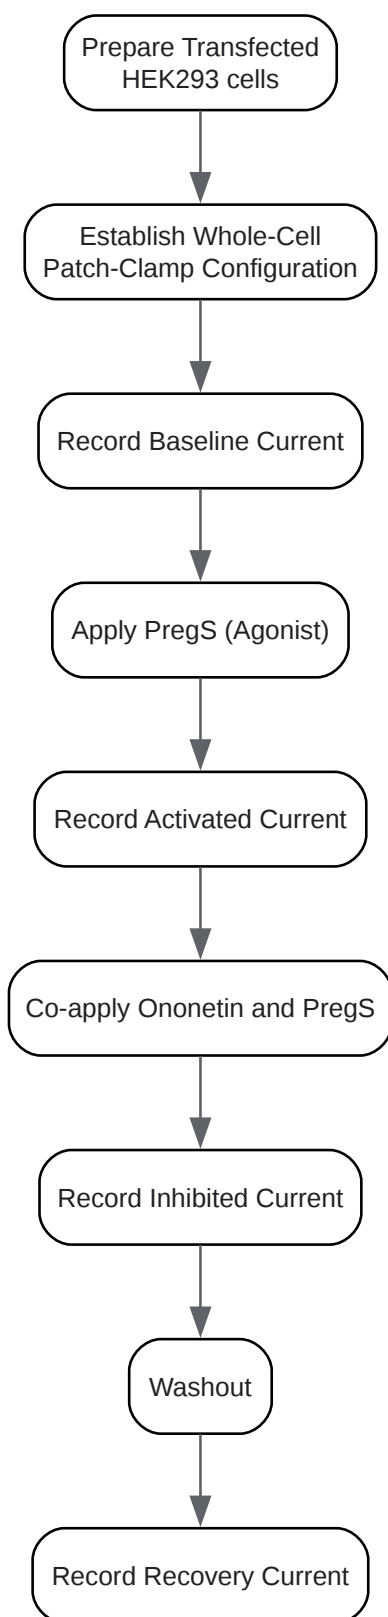 Prepare Transfected
HEK293 cells
Establish Whole-Cell
Patch-Clamp Configuration
Record Baseline Current
Apply PregS (Agonist)
Record Activated Current
Co-apply Ononetin and PregS
Record Inhibited Current
Washout
Record Recovery Current